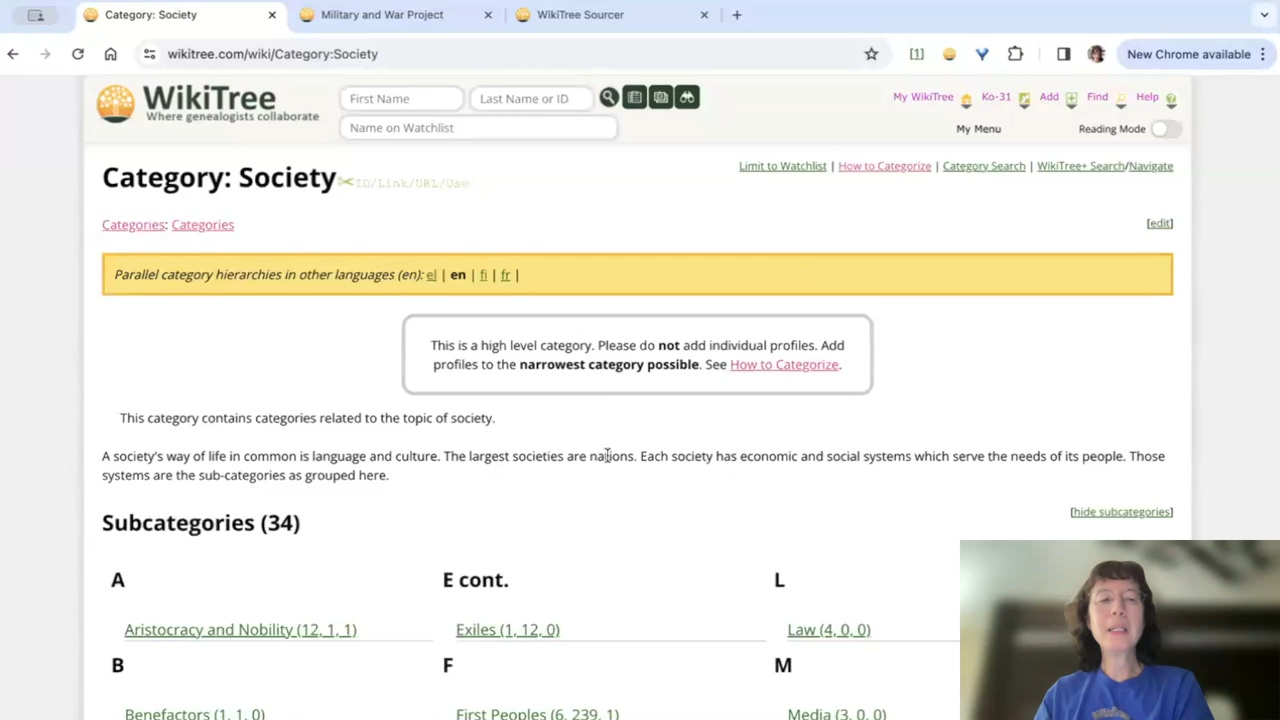 Category: Society
Military and War Project
WikiTree Sourcer
wikitree.com/wiki/Category:Society
[1]
New Chrome available
WikiTree
Where genealogists collaborate
First Name
Last Name or ID
Name on Watchlist
My WikiTree
Ko-31
Add
Find
Help
My Menu
Reading Mode
Category: Society
ID/Link/URL/Use
Limit to Watchlist | How to Categorize | Category Search | WikiTree+ Search/Navigate
Categories: Categories
[edit]
Parallel category hierarchies in other languages (en): el | en | fi | fr |
This is a high level category. Please do not add individual profiles. Add
profiles to the narrowest category possible. See How to Categorize.
This category contains categories related to the topic of society.
A society's way of life in common is language and culture. The largest societies are nations. Each society has economic and social systems which serve the needs of its people. Those
systems are the sub-categories as grouped here.
Subcategories (34)
[hide subcategories]
A
Aristocracy and Nobility (12, 1, 1)
B
Benefactors (1, 1, 0)
E cont.
Exiles (1, 12, 0)
F
First Peoples (6, 239, 1)
L
Law (4, 0, 0)
M
Media (3, 0, 0)